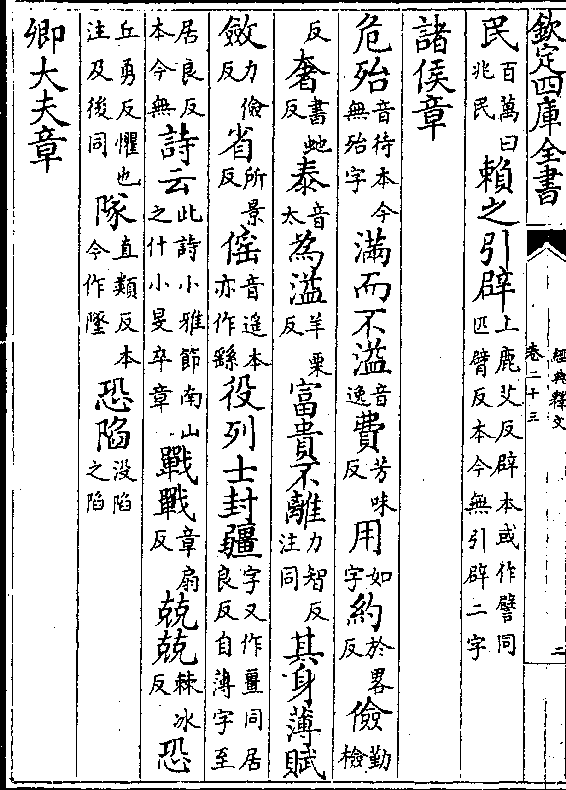 欽定四庫全書
經典釋文
卷二十三
二
民百萬曰兆民賴之引辟上鹿艾反辟本或作譬同匹臂反本今無引辟二字
諸侯章
危殆音待本今無殆字滿而不溢音逸費芳味反用如字約於畧反儉勤檢
反奢書虵反泰音太為溢羊栗反富貴不離力智反注同其身薄賦
斂力儉反省所景反傜音遥本亦作繇役列士封疆字又作畺同居良反自薄字至
居良反本今無詩云此詩小雅節南山之什小旻卒章戰戰章扇反兢兢棘冰反恐
丘勇反懼也注及後同隊直類反本今作墜恐陷没陷之陷
卿大夫章